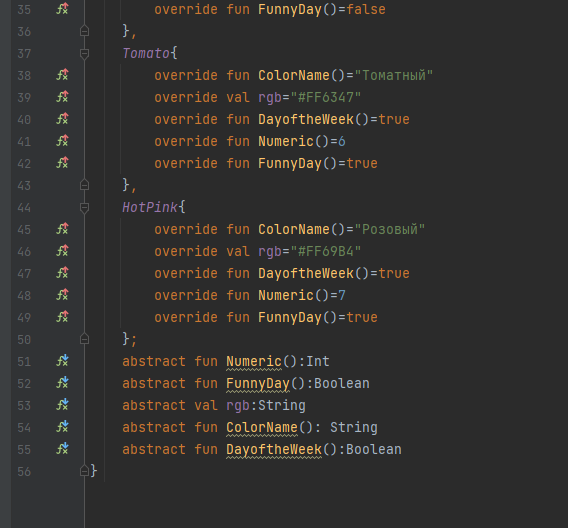 35 override fun FunnyDay()=false
36 },
37 Tomato{
38 override fun ColorName()="Томатный"
39 override val rgb="#FF6347"
40 override fun DayoftheWeek()=true
41 override fun Numeric()=6
42 override fun FunnyDay()=true
43 },
44 HotPink{
45 override fun ColorName()="Розовый"
46 override val rgb="#FF69B4"
47 override fun DayoftheWeek()=true
48 override fun Numeric()=7
49 override fun FunnyDay()=true
50 };
51 abstract fun Numeric():Int
52 abstract fun FunnyDay():Boolean
53 abstract val rgb:String
54 abstract fun ColorName(): String
55 abstract fun DayoftheWeek():Boolean
56 }